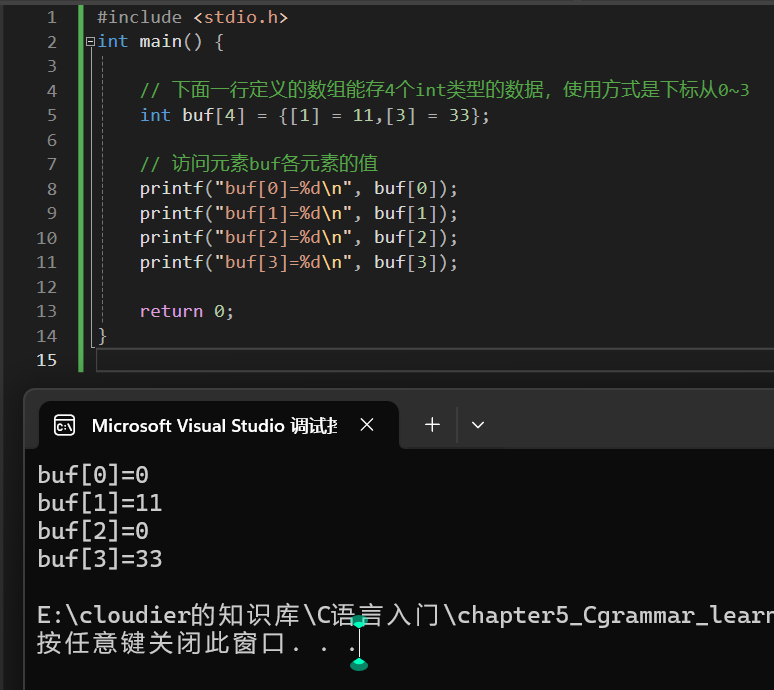 1 #include <stdio.h>
2 int main() {
3
4 // 下面一行定义的数组能存4个int类型的数据，使用方式是下标从0~3
5 int buf[4] = {[1] = 11,[3] = 33};
6
7 // 访问元素buf各元素的值
8 printf("buf[0]=%d\n", buf[0]);
9 printf("buf[1]=%d\n", buf[1]);
10 printf("buf[2]=%d\n", buf[2]);
11 printf("buf[3]=%d\n", buf[3]);
12
13 return 0;
14 }
15
Microsoft Visual Studio 调试控
buf[0]=0
buf[1]=11
buf[2]=0
buf[3]=33
E:\cloudier的知识库\C语言入门\chapter5_Cgrammar_learn
按任意键关闭此窗口. . .